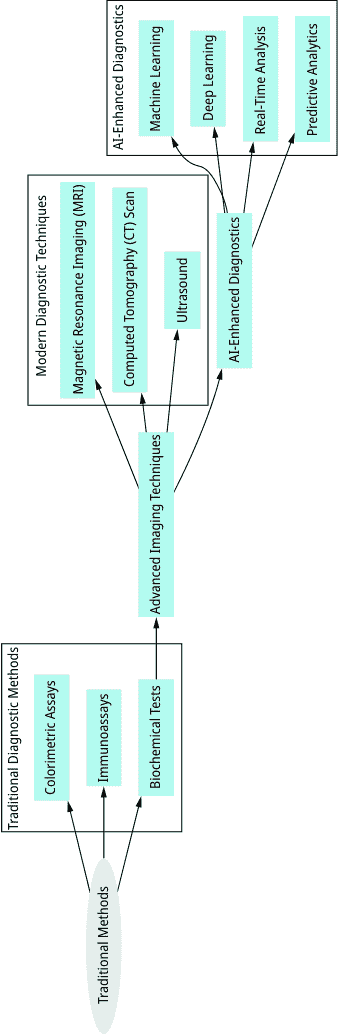 Traditional Methods
Traditional Diagnostic Methods
Colorimetric Assays
Immunoassays
Biochemical Tests
Advanced Imaging Techniques
Modern Diagnostic Techniques
Magnetic Resonance Imaging (MRI)
Computed Tomography (CT) Scan
Ultrasound
AI-Enhanced Diagnostics
AI-Enhanced Diagnostics
Machine Learning
Deep Learning
Real-Time Analysis
Predictive Analytics